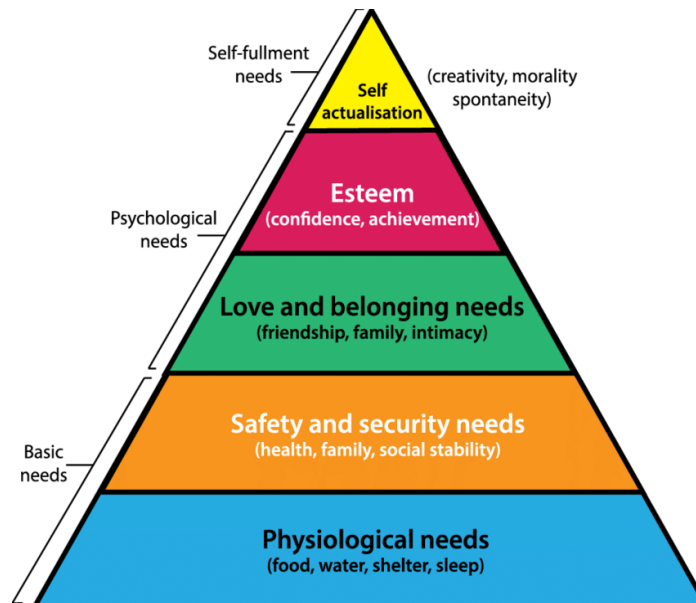 Self-fullment
needs
Self
actualisation
(creativity, morality
spontaneity)
Psychological
needs
Esteem
(confidence, achievement)
Love and belonging needs
(friendship, family, intimacy)
Basic
needs
Safety and security needs
(health, family, social stability)
Physiological needs
(food, water, shelter, sleep)